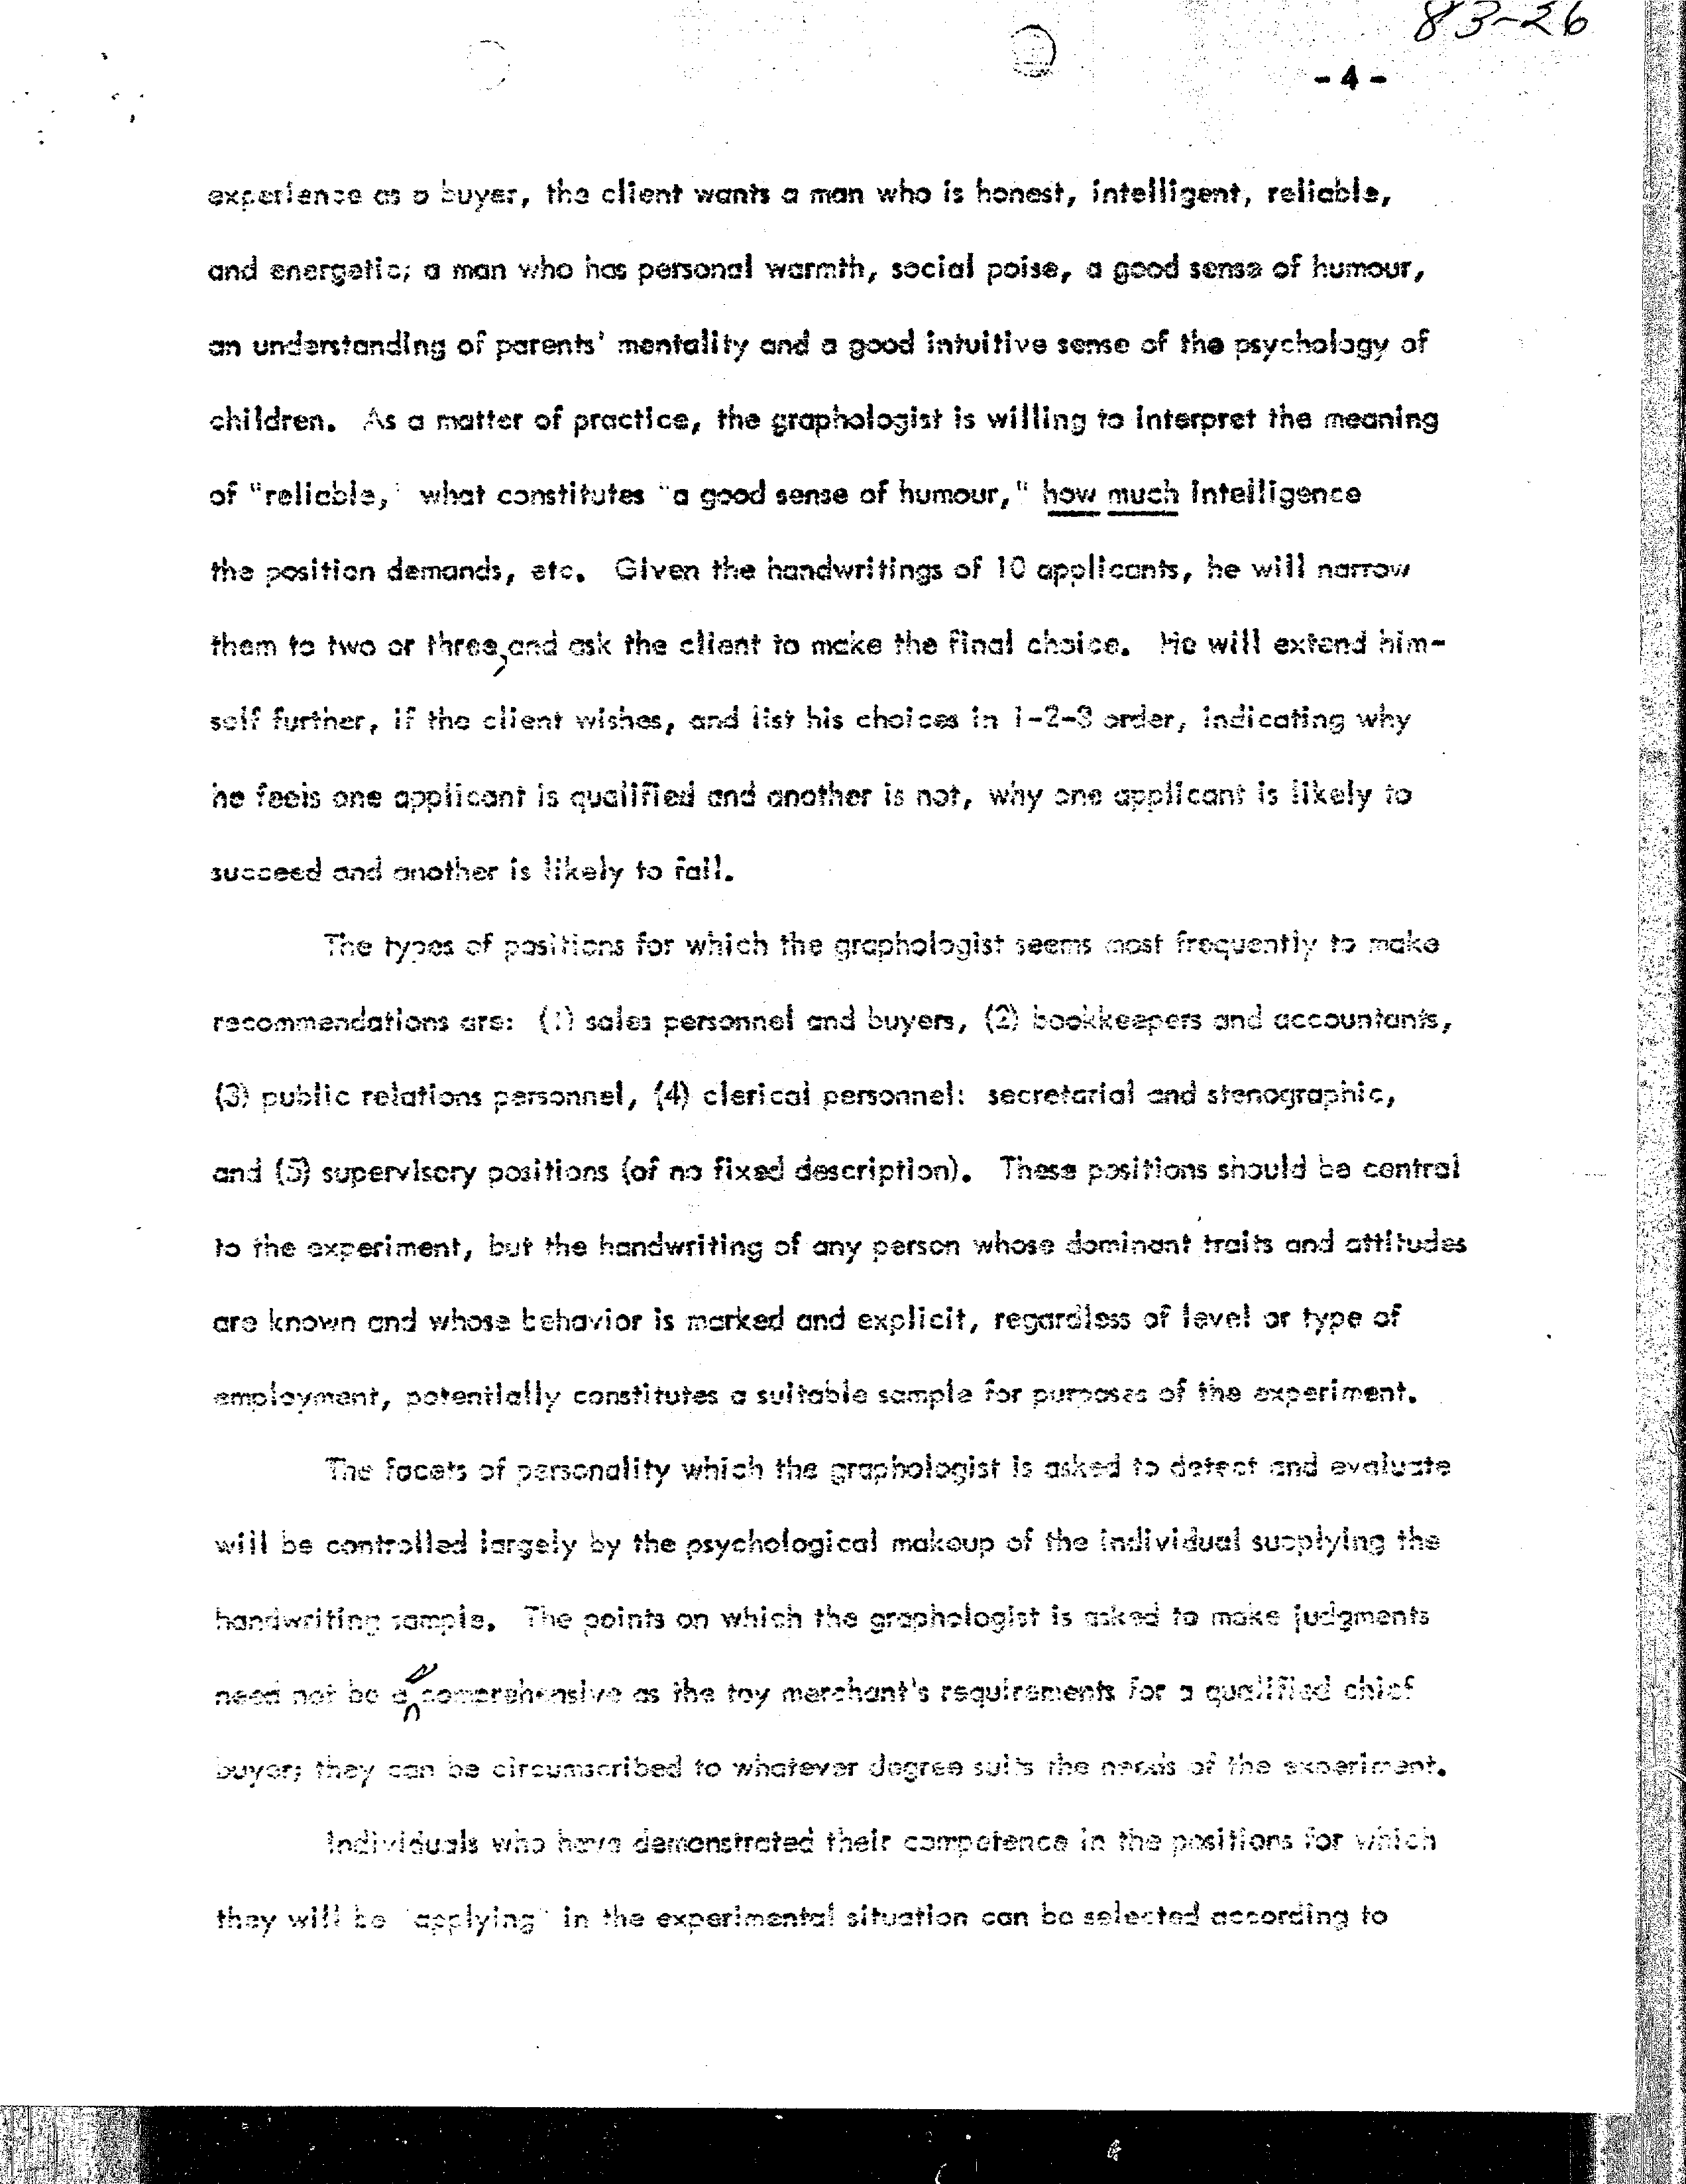 83-26
- 4 -
experience as a buyer, the client wants a man who is honest, intelligent, reliable,
and energetic; a man who has personal warmth, social poise, a good sense of humour,
an understanding of parents' mentality and a good intuitive sense of the psychology of
children. As a matter of practice, the graphologist is willing to interpret the meaning
of "reliable," what constitutes "a good sense of humour," how much intelligence
the position demands, etc. Given the handwritings of 10 applicants, he will narrow
them to two or three, and ask the client to make the final choice. He will extend him-
self further, if the client wishes, and list his choices in 1-2-3 order, indicating why
he feels one applicant is qualified and another is not, why one applicant is likely to
succeed and another is likely to fail.
The types of positions for which the graphologist seems most frequently to make
recommendations are: (1) sales personnel and buyers, (2) bookkeepers and accountants,
(3) public relations personnel, (4) clerical personnel: secretarial and stenographic,
and (5) supervisory positions (of no fixed description). These positions should be central
to the experiment, but the handwriting of any person whose dominant traits and attitudes
are known and whose behavior is marked and explicit, regardless of level or type of
employment, potentially constitutes a suitable sample for purposes of the experiment.
The facets of personality which the graphologist is asked to detect and evaluate
will be controlled largely by the psychological makeup of the individual supplying the
handwriting sample. The points on which the graphologist is asked to make judgments
need not be as comprehensive as the toy merchant's requirements for a qualified chief
buyer; they can be circumscribed to whatever degree suits the needs of the experiment.
Individuals who have demonstrated their competence in the positions for which
they will be "applying" in the experimental situation can be selected according to